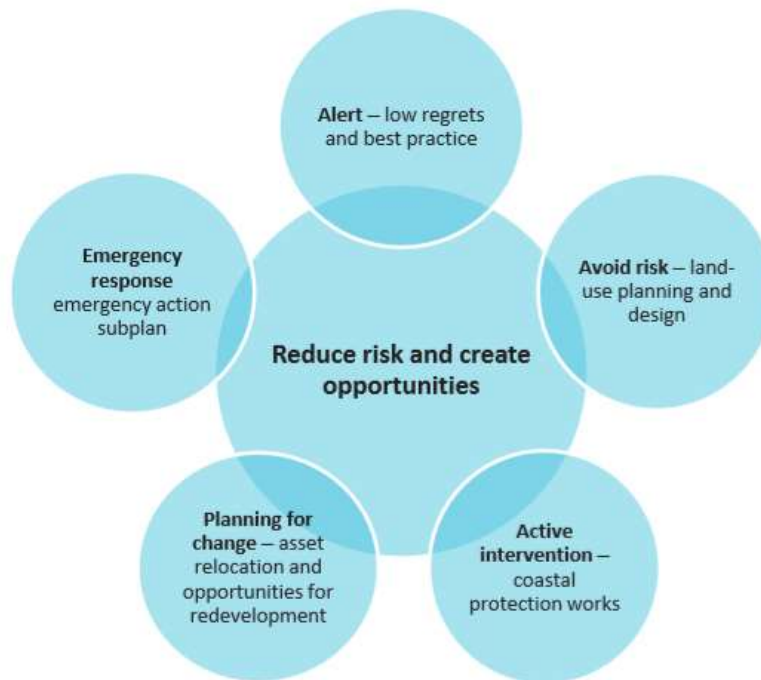 Alert – low regrets
and best practice
Avoid risk – land-
use planning and
design
Active
intervention –
coastal
protection works
Planning for
change – asset
relocation and
opportunities for
redevelopment
Emergency
response
emergency action
subplan
Reduce risk and create
opportunities